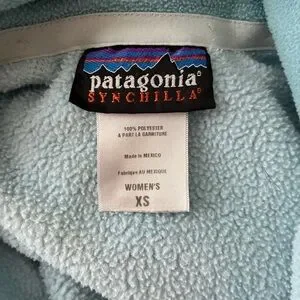 patagonia®
SYNCHILLA®
100% POLYESTER
À PART LA GARNITURE
Made in MEXICO
Fabriqué AU MEXIQUE
WOMEN'S
XS